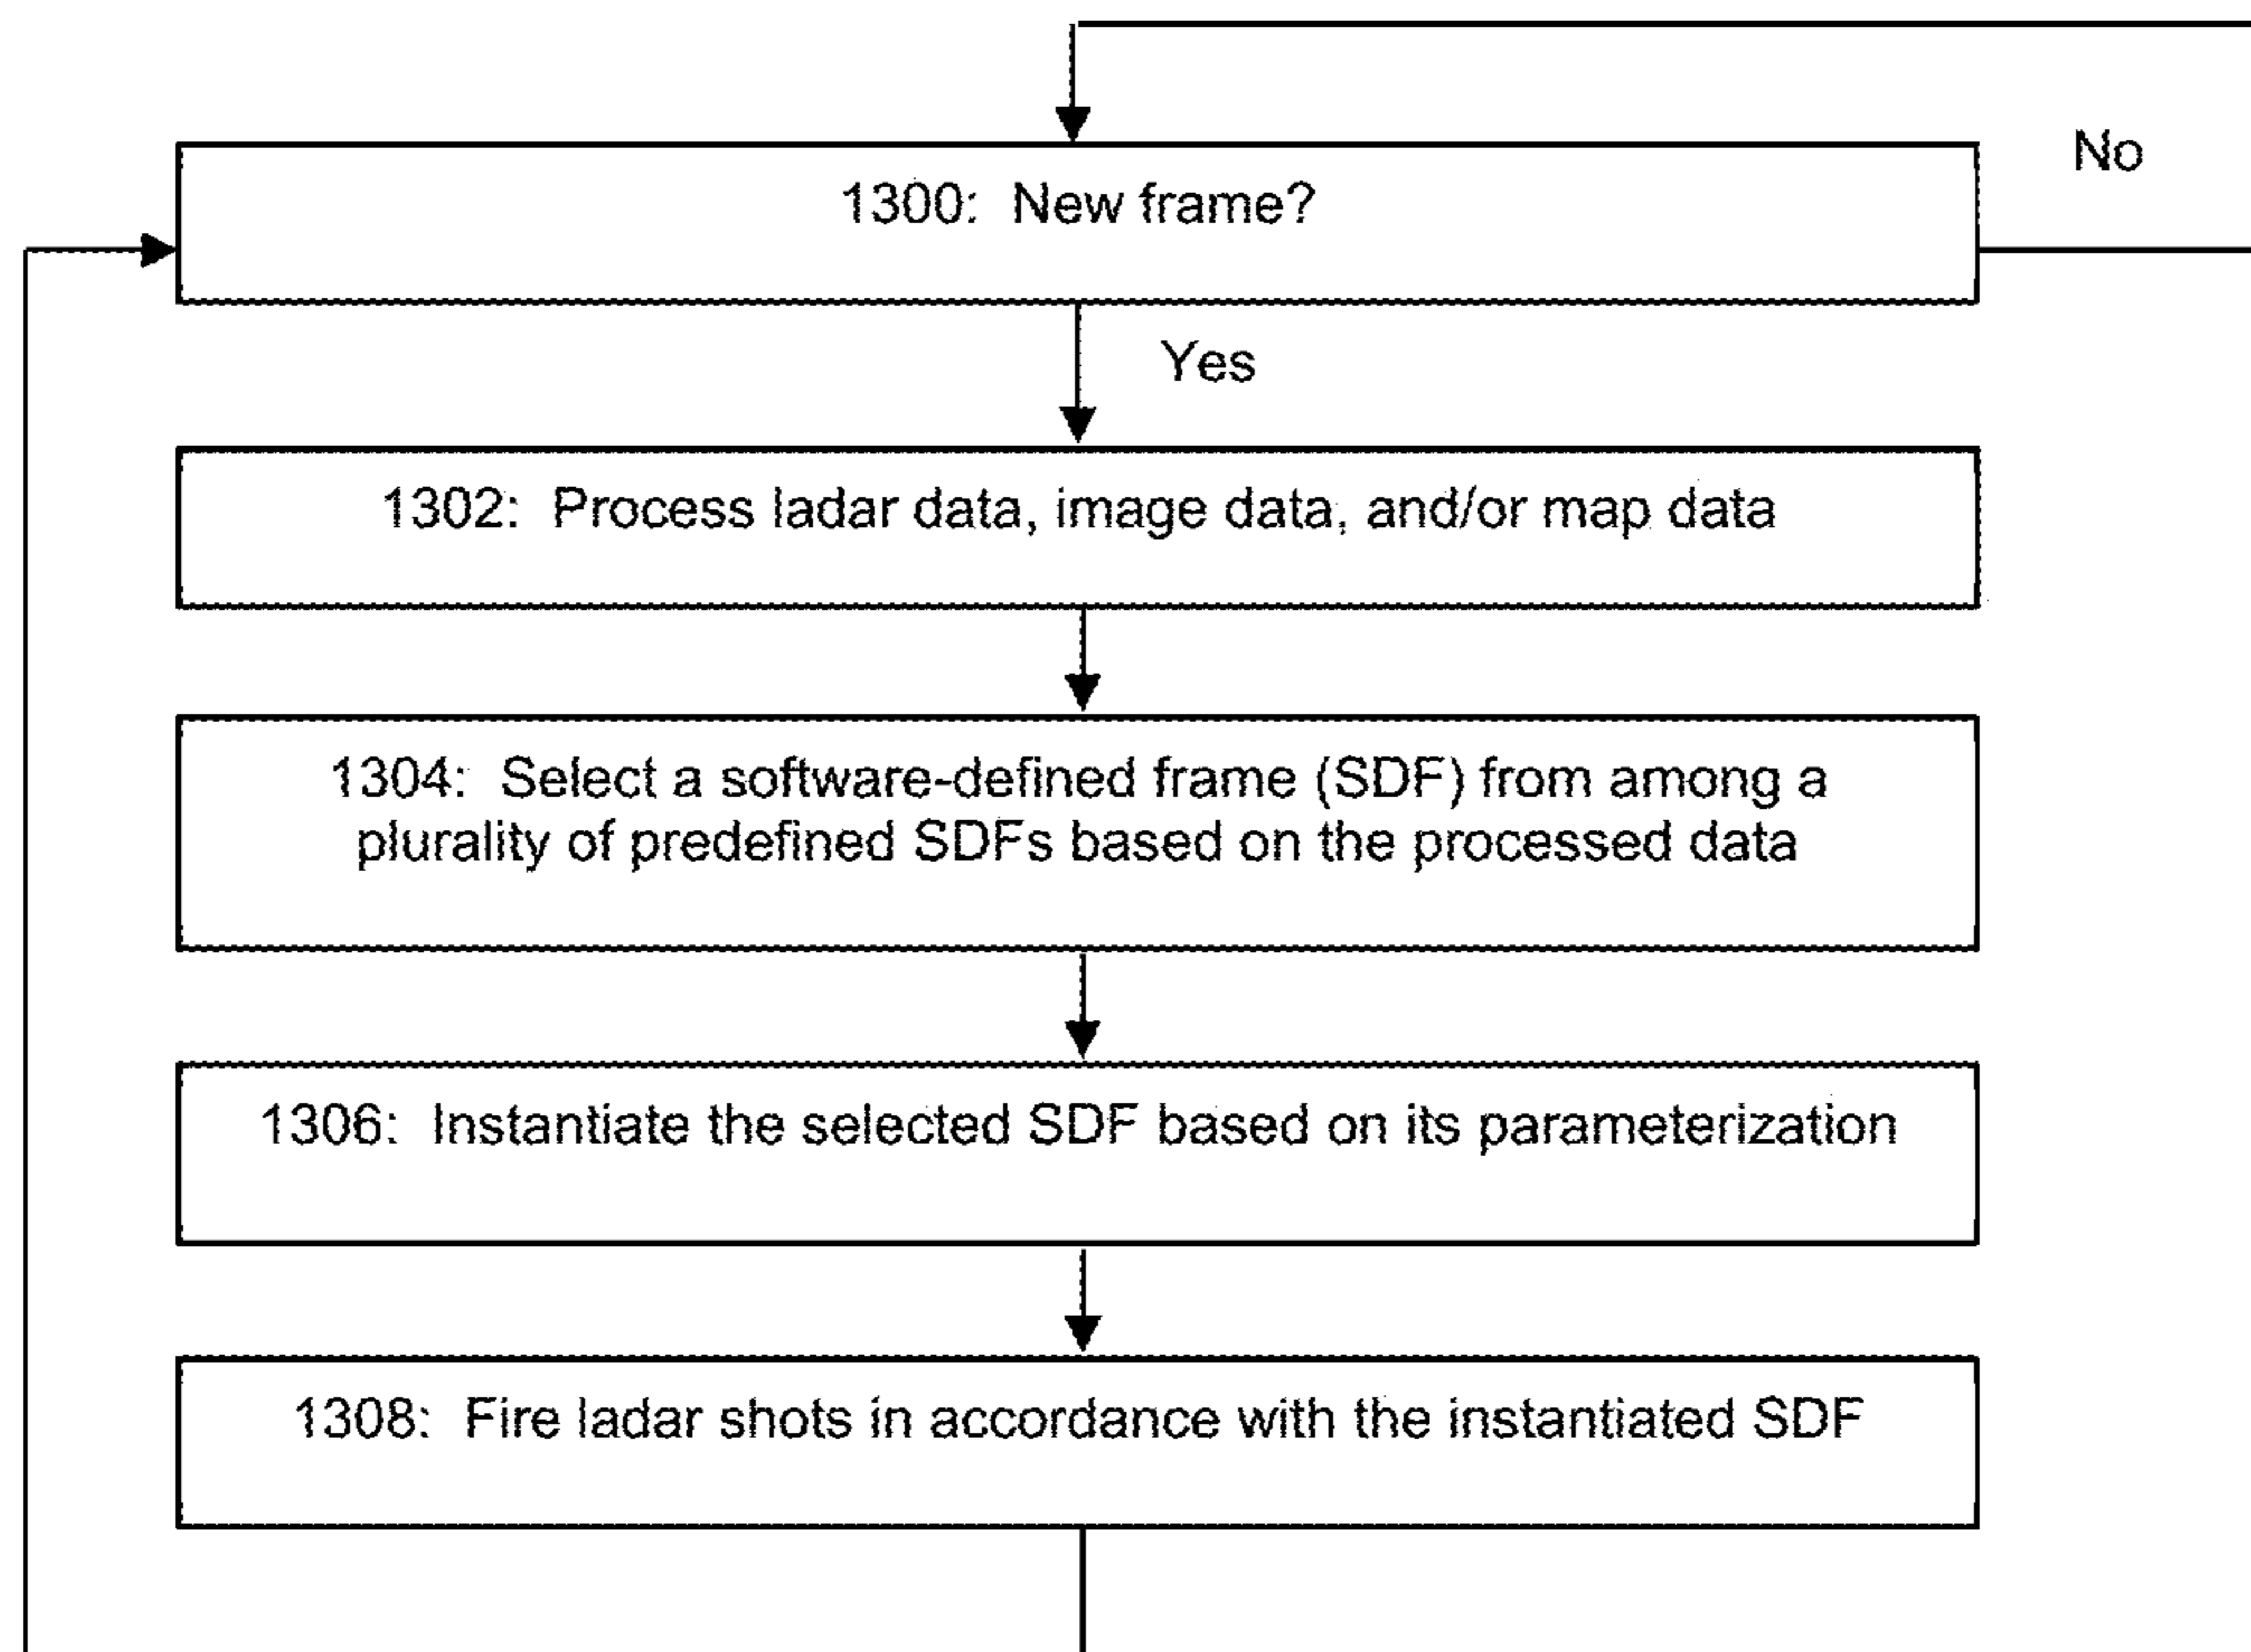 No
1300: New frame?
Yes
1302: Process ladar data, image data, and/or map data
1304: Select a software-defined frame (SDF) from among a
plurality of predefined SDFs based on the processed data
1306: Instantiate the selected SDF based on its parameterization
1308: Fire ladar shots in accordance with the instantiated SDF